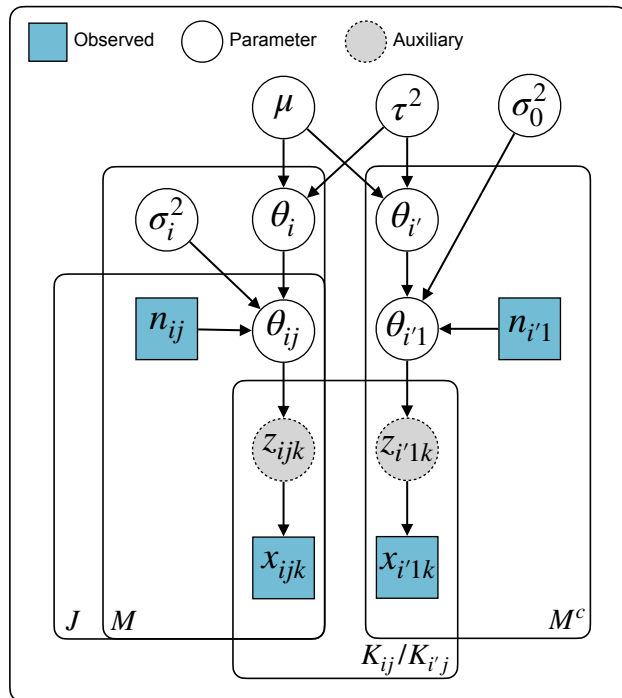 Observed Parameter Auxiliary
μ τ² σ₀²
σᵢ² θᵢ θᵢ′
nᵢⱼ θᵢⱼ θᵢ′₁ nᵢ′₁
zᵢⱼₖ zᵢ′₁ₖ
xᵢⱼₖ xᵢ′₁ₖ
J M Mᶜ
Kᵢⱼ/Kᵢ′ⱼ